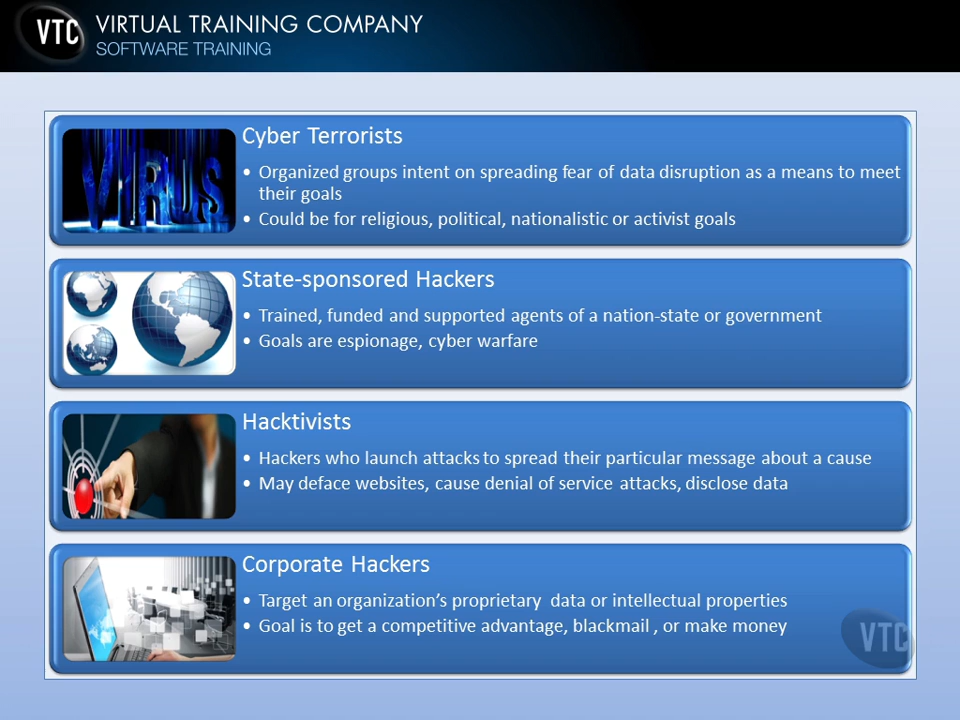 VTC VIRTUAL TRAINING COMPANY
SOFTWARE TRAINING
VIRUS
Cyber Terrorists
• Organized groups intent on spreading fear of data disruption as a means to meet
their goals
• Could be for religious, political, nationalistic or activist goals
State-sponsored Hackers
• Trained, funded and supported agents of a nation-state or government
• Goals are espionage, cyber warfare
Hacktivists
• Hackers who launch attacks to spread their particular message about a cause
• May deface websites, cause denial of service attacks, disclose data
Corporate Hackers
• Target an organization’s proprietary data or intellectual properties
• Goal is to get a competitive advantage, blackmail , or make money
VTC